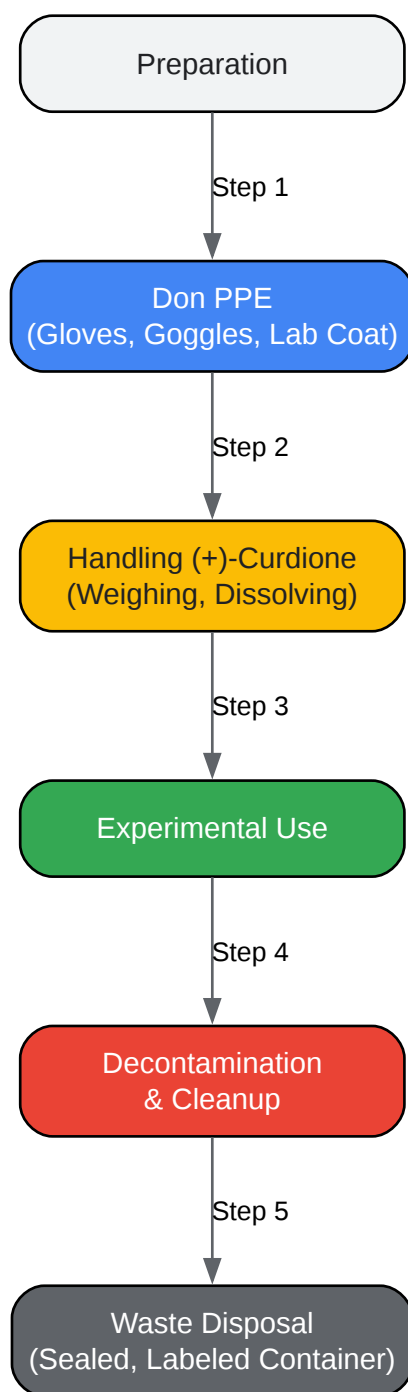 Preparation
Step 1
Don PPE
(Gloves, Goggles, Lab Coat)
Step 2
Handling (+)-Curdione
(Weighing, Dissolving)
Step 3
Experimental Use
Step 4
Decontamination
& Cleanup
Step 5
Waste Disposal
(Sealed, Labeled Container)